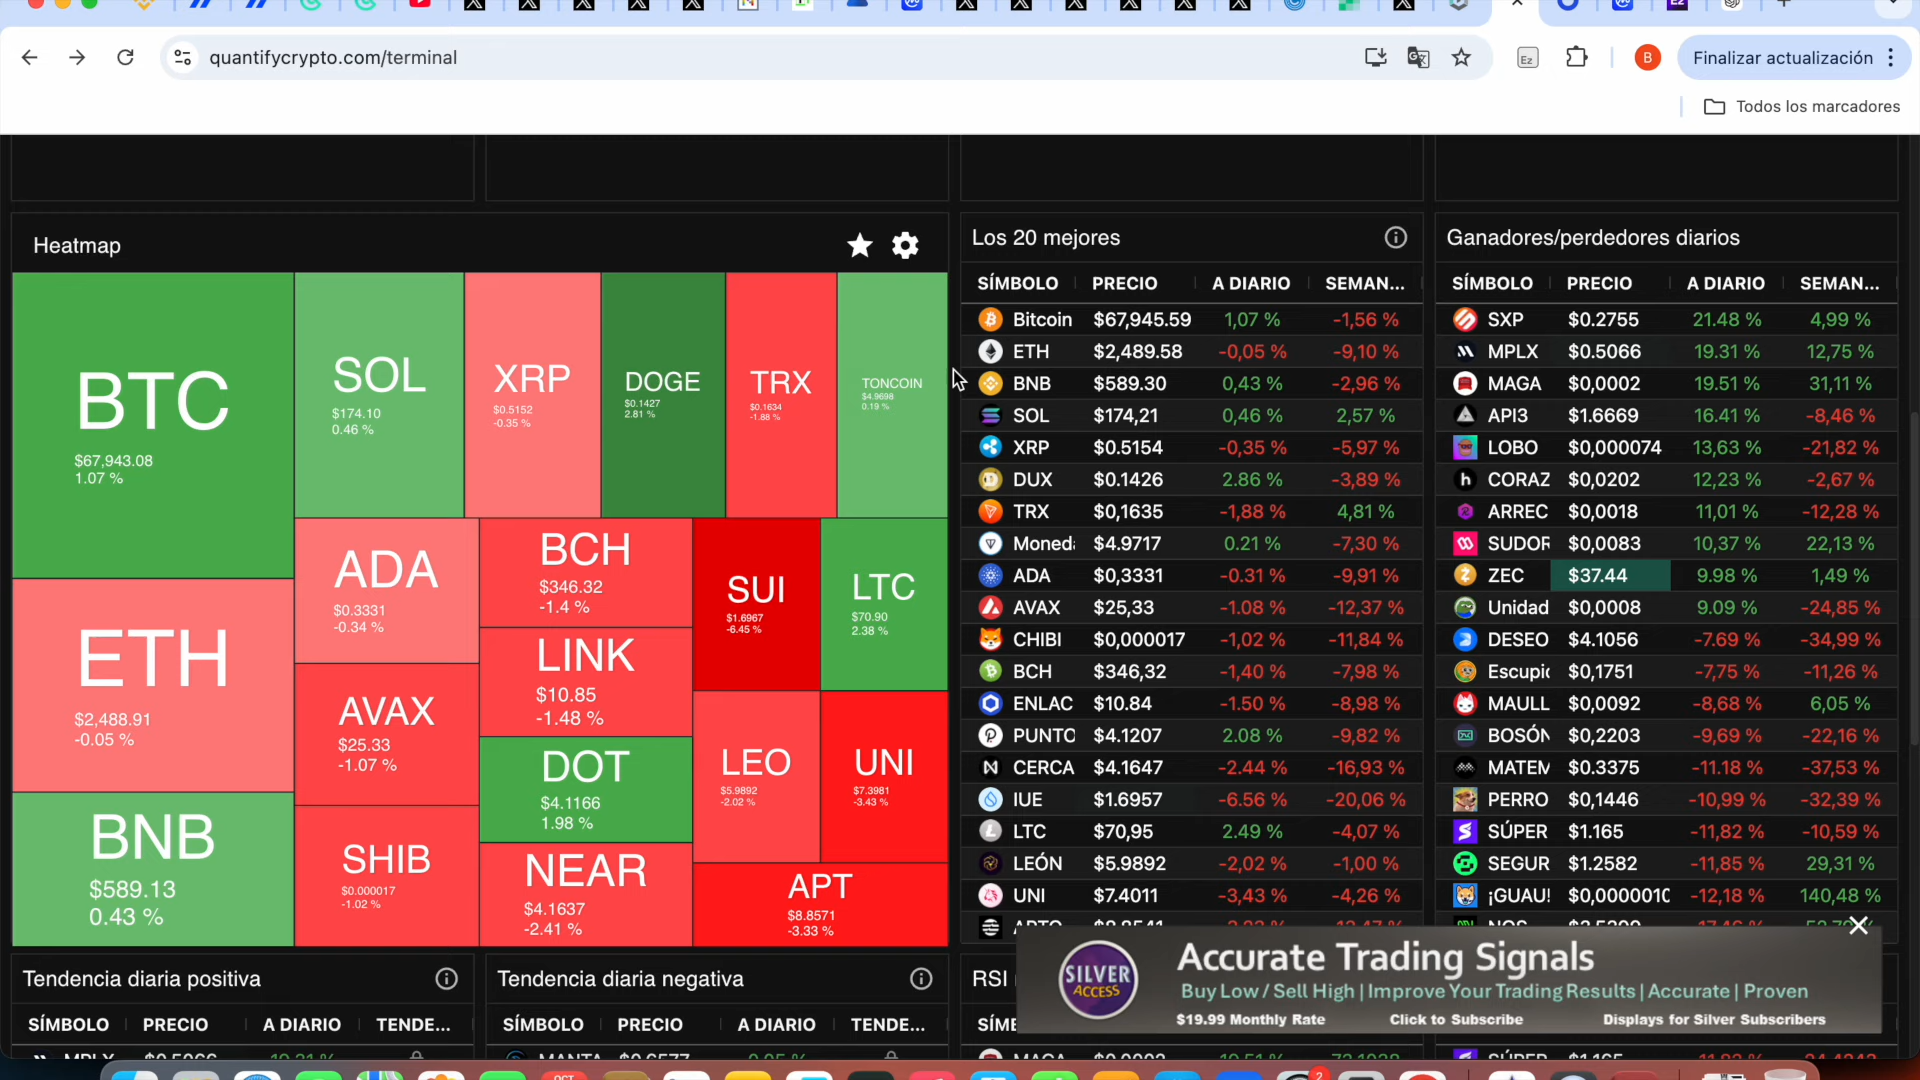 quantifycrypto.com/terminal
Ez
B
Finalizar actualización
Todos los marcadores
Heatmap
BTC
$67,943.08
1.07 %
ETH
$2,488.91
-0.05 %
BNB
$589.13
0.43 %
SOL
$174.10
0.46 %
XRP
$0.5152
-0.35 %
DOGE
$0.1427
2.81 %
TRX
$0.1634
-1.88 %
TONCOIN
$4.9698
0.19 %
ADA
$0.3331
-0.34 %
AVAX
$25.33
-1.07 %
SHIB
$0.000017
-1.02 %
BCH
$346.32
-1.4 %
LINK
$10.85
-1.48 %
DOT
$4.1166
1.98 %
NEAR
$4.1637
-2.41 %
SUI
$1.6967
-6.45 %
LTC
$70.90
2.38 %
LEO
$5.9892
-2.02 %
UNI
$7.3981
-3.43 %
APT
$8.8571
-3.33 %
Los 20 mejores
SÍMBOLO PRECIO A DIARIO SEMAN...
Bitcoin $67,945.59 1,07 % -1,56 %
ETH $2,489.58 -0,05 % -9,10 %
BNB $589.30 0,43 % -2,96 %
SOL $174,21 0,46 % 2,57 %
XRP $0.5154 -0,35 % -5,97 %
DUX $0.1426 2.86 % -3,89 %
TRX $0,1635 -1,88 % 4,81 %
Moned $4.9717 0.21 % -7,30 %
ADA $0,3331 -0.31 % -9,91 %
AVAX $25,33 -1.08 % -12,37 %
CHIBI $0,000017 -1,02 % -11,84 %
BCH $346,32 -1,40 % -7,98 %
ENLAC $10.84 -1.50 % -8,98 %
PUNTO $4.1207 2.08 % -9,82 %
CERCA $4.1647 -2.44 % -16,93 %
IUE $1.6957 -6.56 % -20,06 %
LTC $70,95 2.49 % -4,07 %
LEÓN $5.9892 -2,02 % -1,00 %
UNI $7.4011 -3,43 % -4,26 %
Ganadores/perdedores diarios
SÍMBOLO PRECIO A DIARIO SEMAN...
SXP $0.2755 21.48 % 4,99 %
MPLX $0.5066 19.31 % 12,75 %
MAGA $0,0002 19.51 % 31,11 %
API3 $1.6669 16.41 % -8,46 %
LOBO $0,000074 13,63 % -21,82 %
CORAZ $0,0202 12,23 % -2,67 %
ARREC $0,0018 11,01 % -12,28 %
SUDOR $0,0083 10,37 % 22,13 %
ZEC $37.44 9.98 % 1,49 %
Unidad $0,0008 9.09 % -24,85 %
DESEO $4.1056 -7.69 % -34,99 %
Escupi $0,1751 -7,75 % -11,26 %
MAULL $0,0092 -8,68 % 6,05 %
BOSÓN $0,2203 -9,69 % -22,16 %
MATEM $0.3375 -11.18 % -37,53 %
PERRO $0,1446 -10,99 % -32,39 %
SÚPER $1.165 -11,82 % -10,59 %
SEGUR $1.2582 -11,85 % 29,31 %
¡GUAU! $0,0000010 -12,18 % 140,48 %
SILVER ACCESS
Accurate Trading Signals
Buy Low / Sell High | Improve Your Trading Results | Accurate | Proven
$19.99 Monthly Rate Click to Subscribe Displays for Silver Subscribers
Tendencia diaria positiva
SÍMBOLO PRECIO A DIARIO TENDE...
MPLX $0.5066 19.31 %
Tendencia diaria negativa
SÍMBOLO PRECIO A DIARIO TENDE...
MANTA $0.6577
RSI